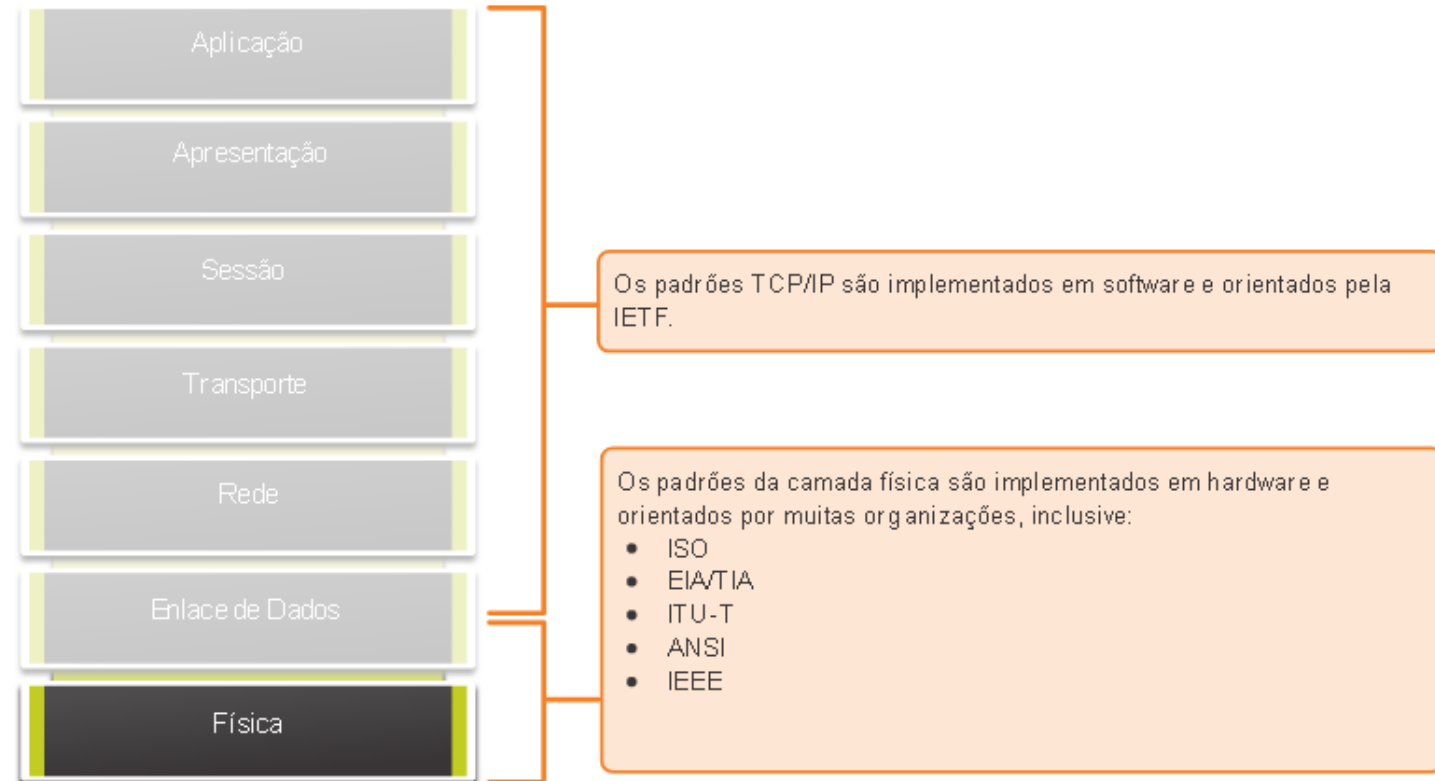 Aplicação
Apresentação
Sessão
Transporte
Rede
Enlace de Dados
Física
Os padrões TCP/IP são implementados em software e orientados pela
IETF.
Os padrões da camada física são implementados em hardware e
orientados por muitas organizações, inclusive:
• ISO
• EIA/TIA
• ITU-T
• ANSI
• IEEE